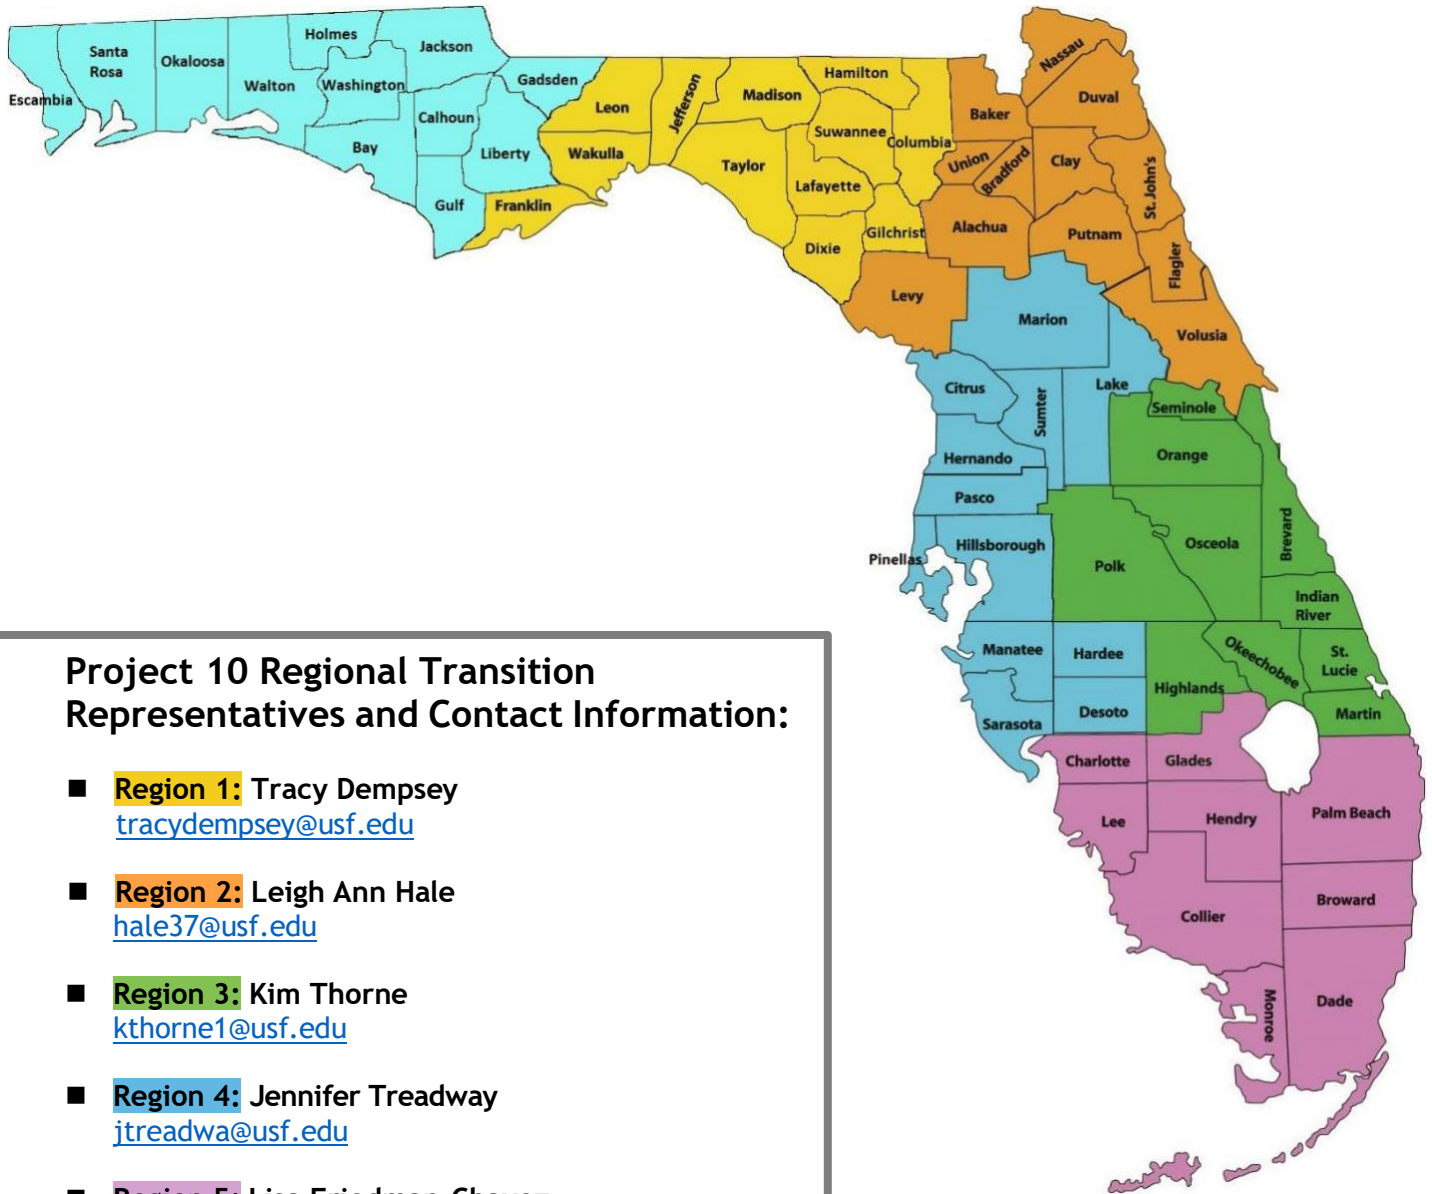 Holmes
Jackson
Santa
Rosa
Okaloosa
Walton
Washington
Gadsden
Escambia
Calhoun
Bay
Liberty
Gulf
Franklin
Leon
Wakulla
Jefferson
Madison
Hamilton
Taylor
Suwannee
Columbia
Lafayette
Gilchrist
Dixie
Nassau
Baker
Duval
Union
Bradford
Clay
St. John's
Alachua
Putnam
Flagler
Levy
Volusia
Marion
Citrus
Sumter
Lake
Seminole
Hernando
Orange
Pasco
Pinellas
Hillsborough
Polk
Osceola
Brevard
Indian
River
Manatee
Hardee
Okeechobee
St.
Lucie
Highlands
Sarasota
Desoto
Martin
Charlotte
Glades
Lee
Hendry
Palm Beach
Collier
Broward
Monroe
Dade
Project 10 Regional Transition
Representatives and Contact Information:
■ Region 1: Tracy Dempsey
tracydempsey@usf.edu
■ Region 2: Leigh Ann Hale
hale37@usf.edu
■ Region 3: Kim Thorne
kthorne1@usf.edu
■ Region 4: Jennifer Treadway
jtreadwa@usf.edu
Region 5: Lisa Friedman-Chavez